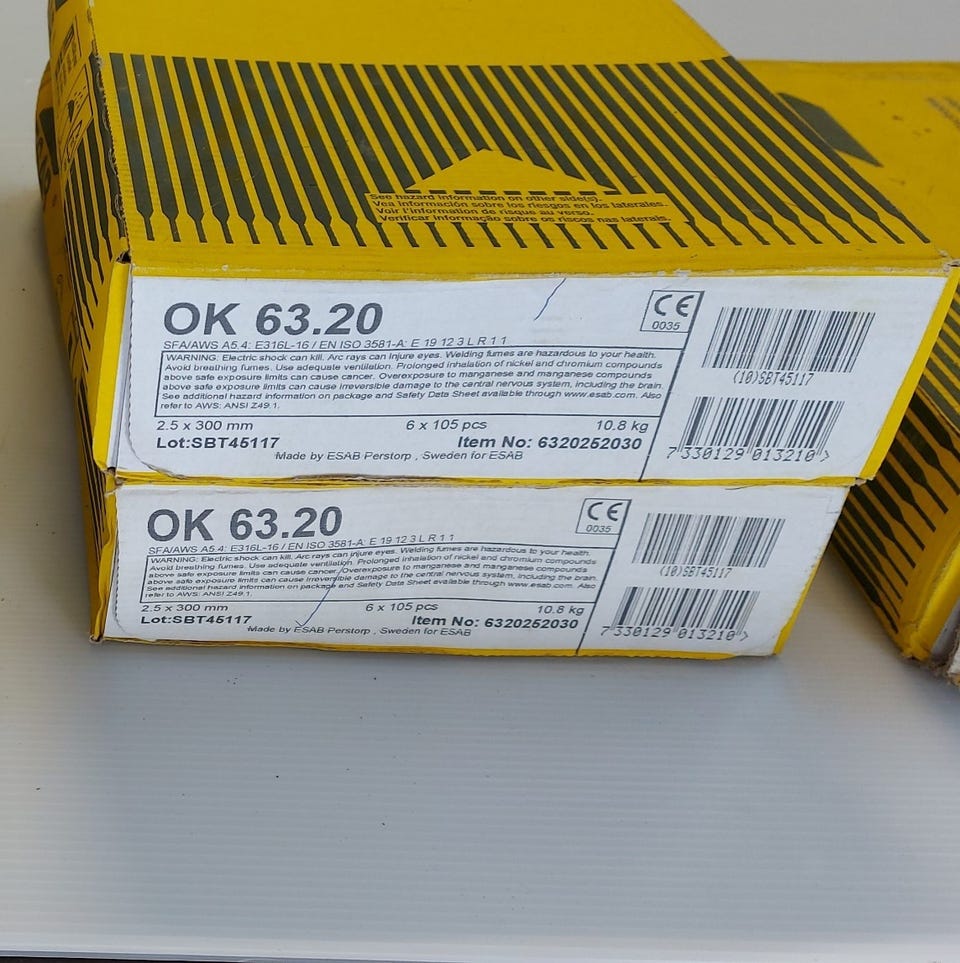 See hazard information on other side(s).
Vea información sobre los riesgos en los laterales.
Voir l'information de risque au verso.
Verificar informação sobre os riscos nas laterais.
OK 63.20
CE
0035
SFA/AWS A5.4: E316L-16 / EN ISO 3581-A: E 19 12 3 L R 1 1
WARNING: Electric shock can kill. Arc rays can injure eyes. Welding fumes are hazardous to your health.
Avoid breathing fumes. Use adequate ventilation. Prolonged inhalation of nickel and chromium compounds
above safe exposure limits can cause cancer. Overexposure to manganese and manganese compounds
above safe exposure limits can cause irreversible damage to the central nervous system, including the brain.
See additional hazard information on package and Safety Data Sheet available through www.esab.com. Also
refer to AWS: ANSI Z49.1.
2.5 x 300 mm 6 x 105 pcs 10.8 kg
Lot:SBT45117 Item No: 6320252030
Made by ESAB Perstorp , Sweden for ESAB
(10)SBT45117
7 330129 013210 >
OK 63.20
CE
0035
SFA/AWS A5.4: E316L-16 / EN ISO 3581-A: E 19 12 3 L R 1 1
WARNING: Electric shock can kill. Arc rays can injure eyes. Welding fumes are hazardous to your health.
Avoid breathing fumes. Use adequate ventilation. Prolonged inhalation of nickel and chromium compounds
above safe exposure limits can cause cancer. Overexposure to manganese and manganese compounds
above safe exposure limits can cause irreversible damage to the central nervous system, including the brain.
See additional hazard information on package and Safety Data Sheet available through www.esab.com. Also
refer to AWS: ANSI Z49.1.
2.5 x 300 mm 6 x 105 pcs 10.8 kg
Lot:SBT45117 Item No: 6320252030
Made by ESAB Perstorp , Sweden for ESAB
(10)SBT45117
7 330129 013210 >